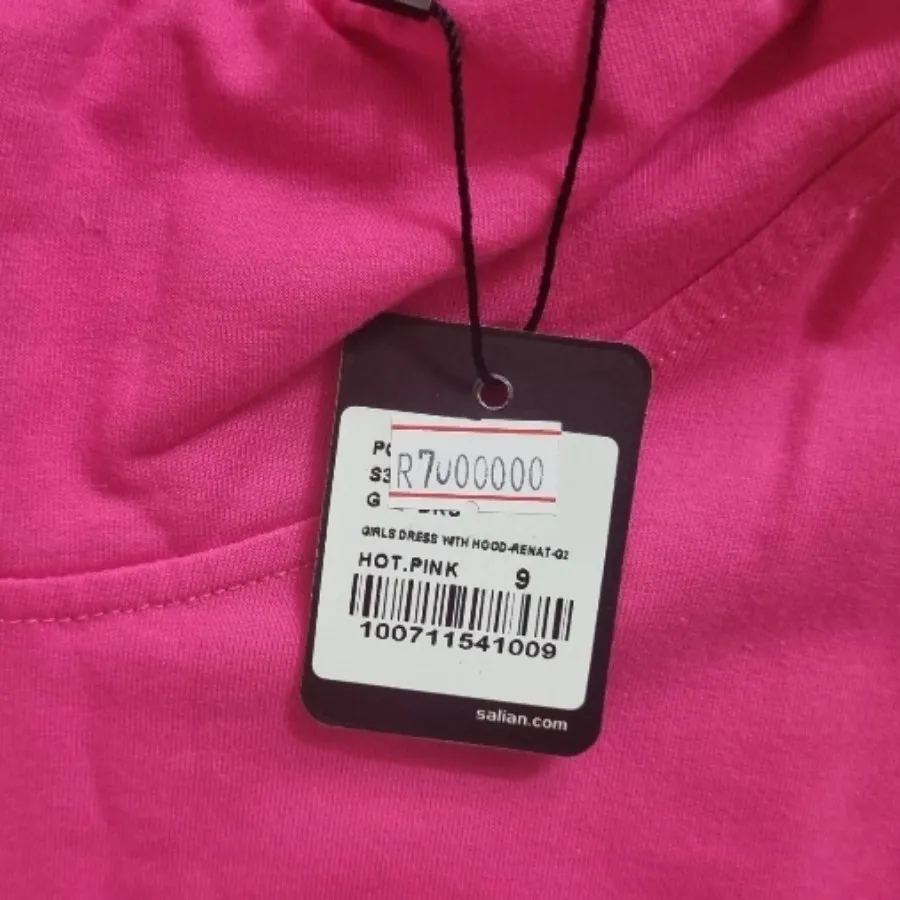 R7000000
GIRLS DRESS WITH HOOD-RENAT-G2
HOT.PINK 9
100711541009
salian.com